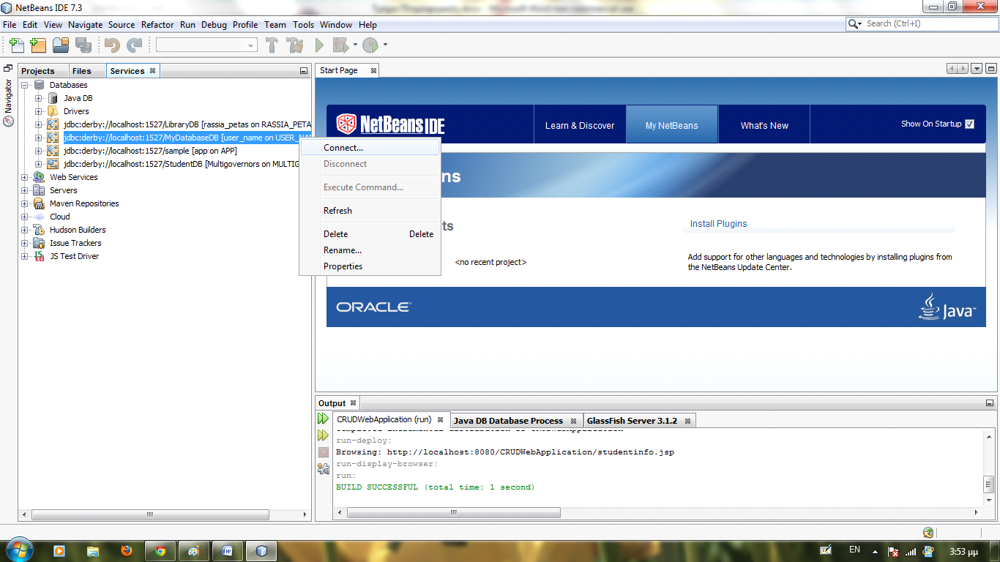 NetBeans IDE 7.3
File Edit View Navigate Source Refactor Run Debug Profile Team Tools Window Help
Search (Ctrl+I)
Navigator
Projects Files Services
Databases
Java DB
Drivers
jdbc:derby://localhost:1527/LibraryDB [rassia_petas on RASSIA_PETA
jdbc:derby://localhost:1527/MyDatabaseDB [user_name on USER_NA
jdbc:derby://localhost:1527/sample [app on APP]
jdbc:derby://localhost:1527/StudentDB [Multigovernors on MULTIG
Web Services
Servers
Maven Repositories
Cloud
Hudson Builders
Issue Trackers
JS Test Driver
Connect...
Disconnect
Execute Command...
Refresh
Delete Delete
Rename...
Properties
Start Page
NetBeans IDE
Learn & Discover
My NetBeans
What's New
Show On Startup
ns
ts
<no recent project>
Install Plugins
Add support for other languages and technologies by installing plugins from
the NetBeans Update Center.
ORACLE
Java
Output
CRUDWebApplication (run) Java DB Database Process GlassFish Server 3.1.2
run-deploy:
Browsing: http://localhost:8080/CRUDWebApplication/studentinfo.jsp
run-display-browser:
run:
BUILD SUCCESSFUL (total time: 1 second)
EN
3:53 μμ